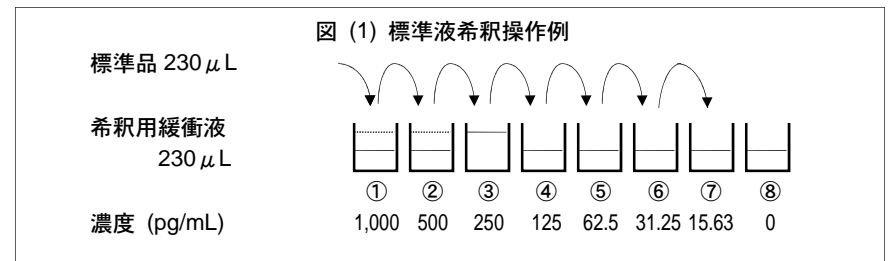 図 (1) 標準液希釈操作例
標準品 230 μL
希釈用緩衝液
230 μL
① ② ③ ④ ⑤ ⑥ ⑦ ⑧
濃度 (pg/mL) 1,000 500 250 125 62.5 31.25 15.63 0